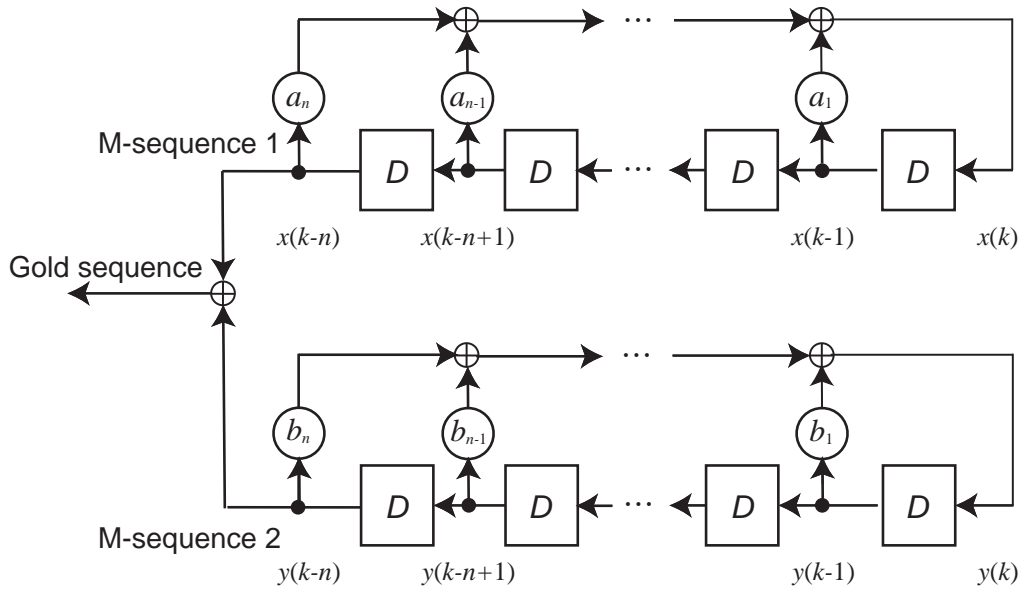 ...
aₙ aₙ₋₁ a₁
M-sequence 1
D D ... D D
x(k-n) x(k-n+1) x(k-1) x(k)
Gold sequence
...
bₙ bₙ₋₁ b₁
D D ... D D
M-sequence 2
y(k-n) y(k-n+1) y(k-1) y(k)